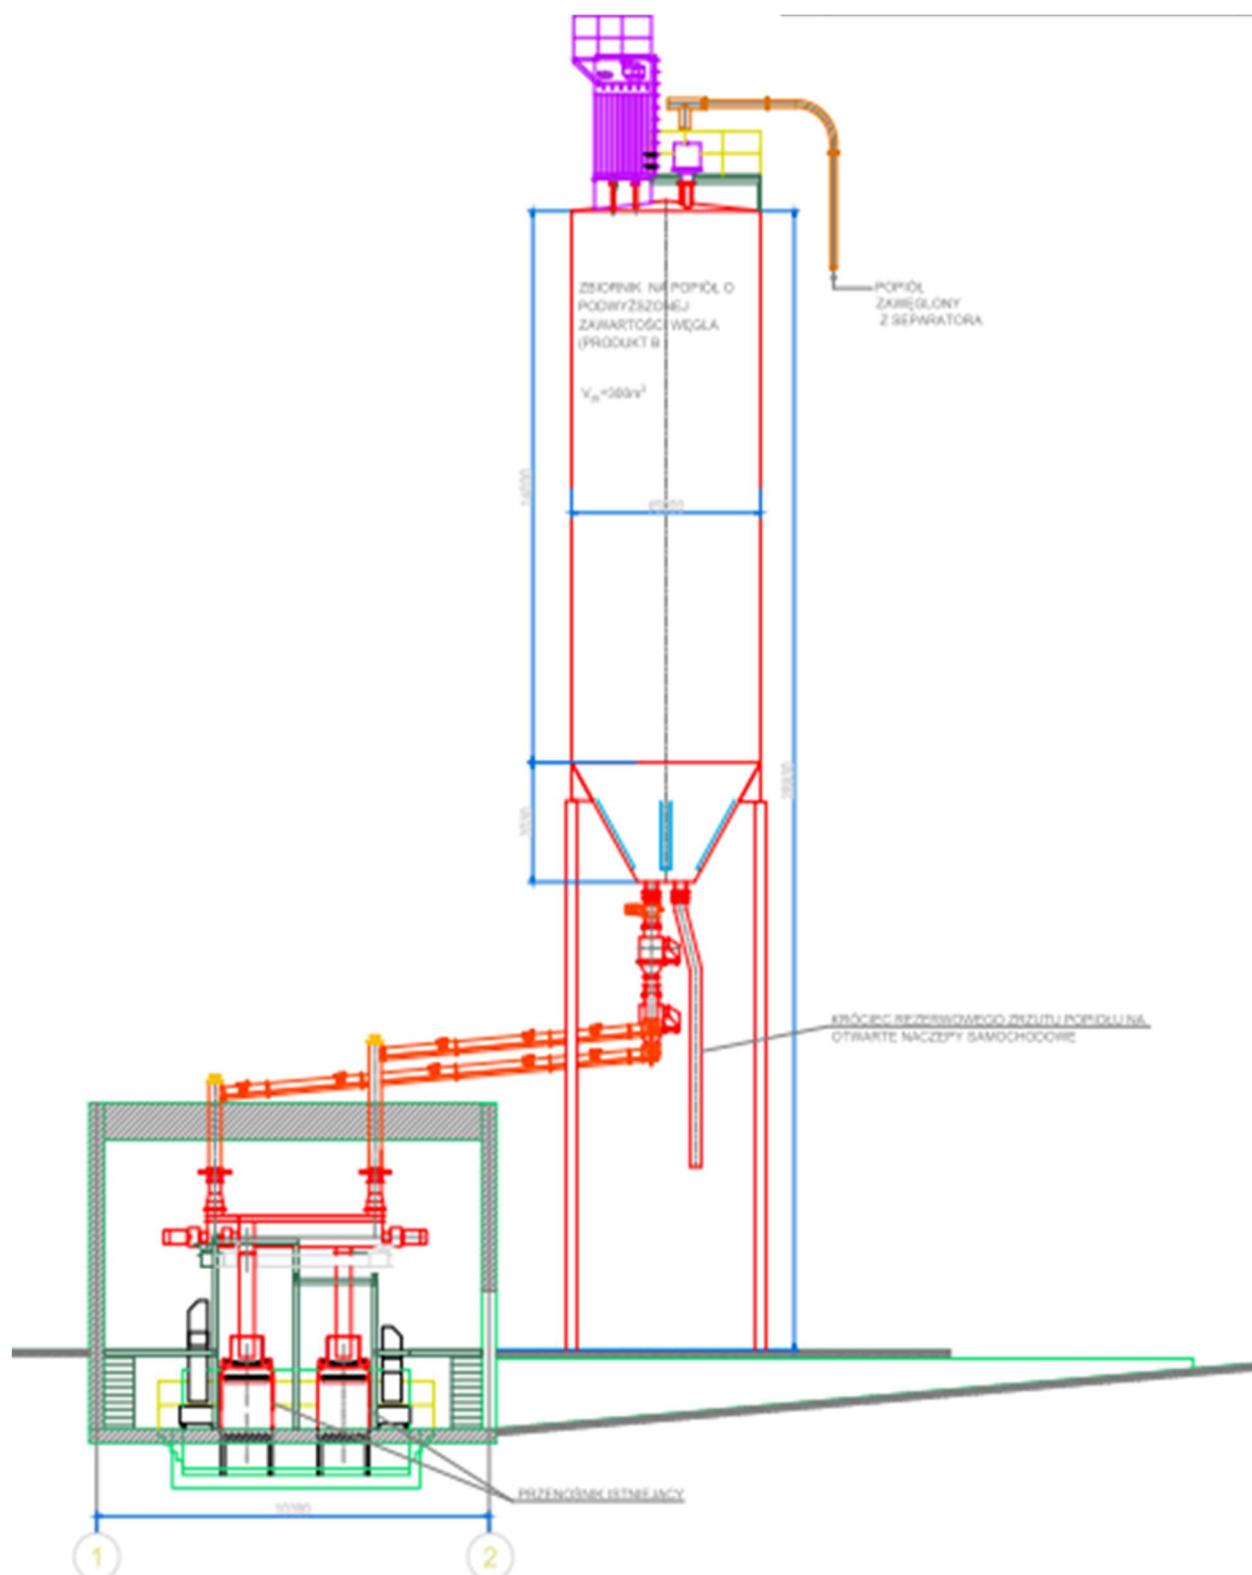 ZBIORNIK NA POPIÓŁ O
PODWYŻSZONEJ
ZAWARTOŚCI WĘGLA
(PRODUKT B
POPIÓŁ
ZAWĘGLONY
Z SEPARATORA
14000
KRÓCIEC REZERWOWEGO ZRZUTU POPIOŁU NA
OTWARTE NACZEPY SAMOCHODOWE
PRZENOŚNIK ISTNIEJĄCY
1
2